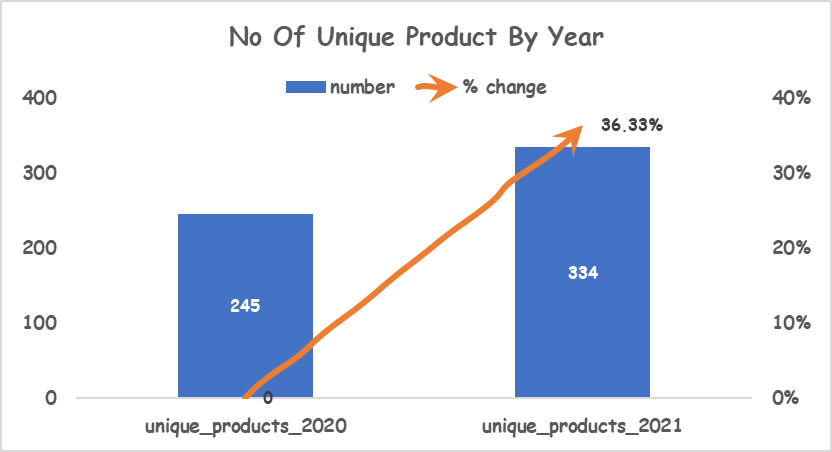 No Of Unique Product By Year
number % change
400 40%
36.33%
300 30%
200 20%
245 334
100 10%
0 0 0%
unique_products_2020 unique_products_2021